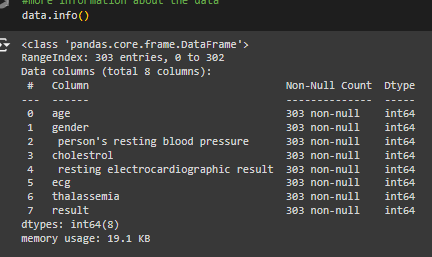 #more information about the data
data.info()
<class 'pandas.core.frame.DataFrame'>
RangeIndex: 303 entries, 0 to 302
Data columns (total 8 columns):
 #   Column                                Non-Null Count  Dtype
---  ------                                --------------  -----
 0   age                                   303 non-null    int64
 1   gender                                303 non-null    int64
 2    person's resting blood pressure      303 non-null    int64
 3   cholestrol                            303 non-null    int64
 4    resting electrocardiographic result  303 non-null    int64
 5   ecg                                   303 non-null    int64
 6   thalassemia                           303 non-null    int64
 7   result                                303 non-null    int64
dtypes: int64(8)
memory usage: 19.1 KB